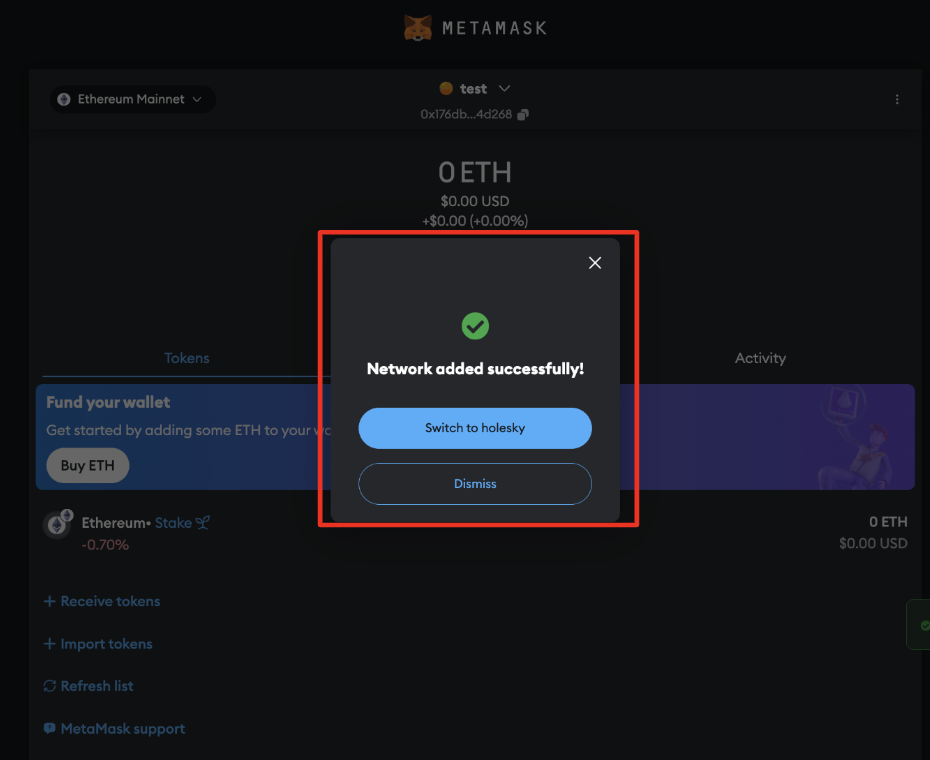 METAMASK
Ethereum Mainnet
test
0x176db...4d268
0 ETH
$0.00 USD
+$0.00 (+0.00%)
Network added successfully!
Switch to holesky
Dismiss
Tokens
Activity
Fund your wallet
Get started by adding some ETH to your
Buy ETH
Ethereum• Stake
-0.70%
0 ETH
$0.00 USD
+ Receive tokens
+ Import tokens
Refresh list
MetaMask support